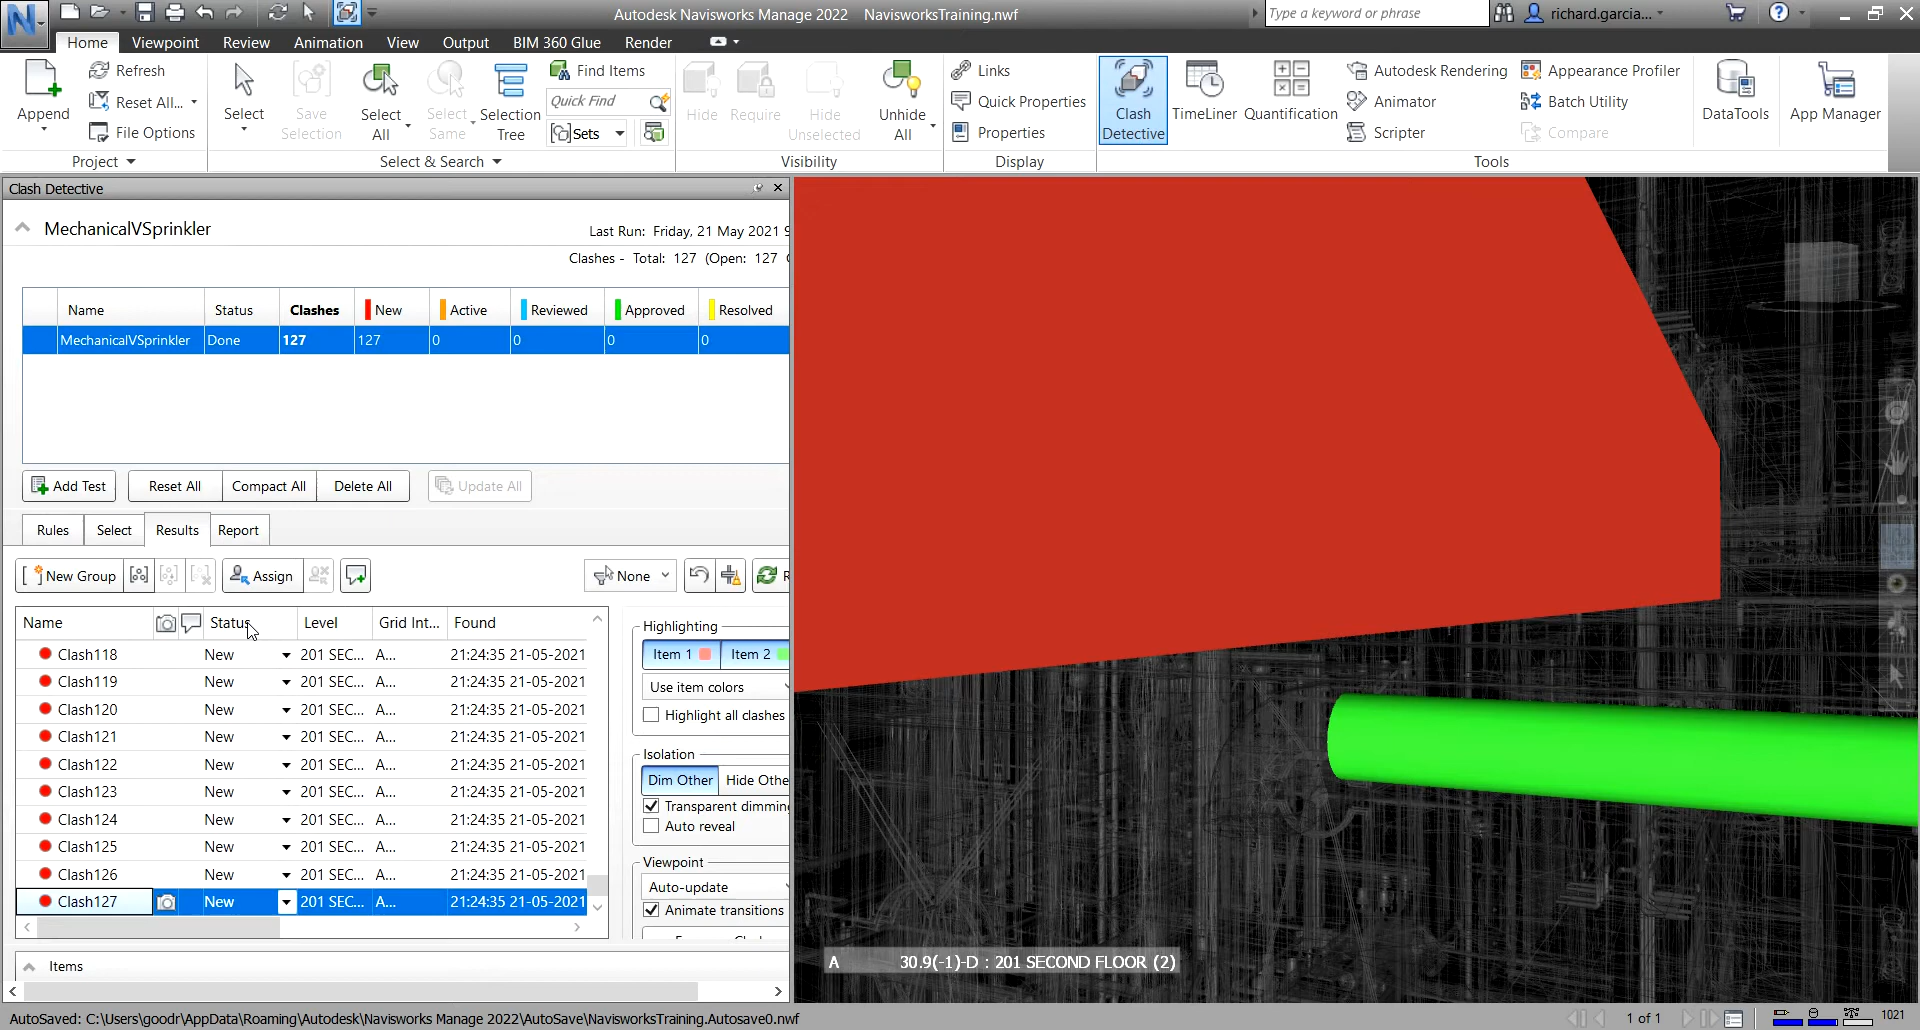 Autodesk Navisworks Manage 2022 NavisworksTraining.nwf
Type a keyword or phrase
richard.garcia...
Home Viewpoint Review Animation View Output BIM 360 Glue Render
Append
Refresh
Reset All...
File Options
Project
Select
Save Selection
Select All
Select Same
Selection Tree
Find Items
Quick Find
Sets
Select & Search
Hide
Require
Hide Unselected
Unhide All
Visibility
Links
Quick Properties
Properties
Display
Clash Detective
TimeLiner
Quantification
Autodesk Rendering
Animator
Scripter
Appearance Profiler
Batch Utility
Compare
Tools
DataTools
App Manager
Clash Detective
MechanicalVSprinkler
Last Run: Friday, 21 May 2021 9
Clashes - Total: 127 (Open: 127
Name Status Clashes New Active Reviewed Approved Resolved
MechanicalVSprinkler Done 127 127 0 0 0 0
Add Test Reset All Compact All Delete All Update All
Rules Select Results Report
New Group Assign None
Name Status Level Grid Int... Found
Clash118 New 201 SEC... A... 21:24:35 21-05-2021
Clash119 New 201 SEC... A... 21:24:35 21-05-2021
Clash120 New 201 SEC... A... 21:24:35 21-05-2021
Clash121 New 201 SEC... A... 21:24:35 21-05-2021
Clash122 New 201 SEC... A... 21:24:35 21-05-2021
Clash123 New 201 SEC... A... 21:24:35 21-05-2021
Clash124 New 201 SEC... A... 21:24:35 21-05-2021
Clash125 New 201 SEC... A... 21:24:35 21-05-2021
Clash126 New 201 SEC... A... 21:24:35 21-05-2021
Clash127 New 201 SEC... A... 21:24:35 21-05-2021
Highlighting
Item 1 Item 2
Use item colors
Highlight all clashes
Isolation
Dim Other Hide Othe
Transparent dimming
Auto reveal
Viewpoint
Auto-update
Animate transitions
Items
A 30.9(-1)-D : 201 SECOND FLOOR (2)
AutoSaved: C:\Users\goodr\AppData\Roaming\Autodesk\Navisworks Manage 2022\AutoSave\NavisworksTraining.Autosave0.nwf
1 of 1
1021